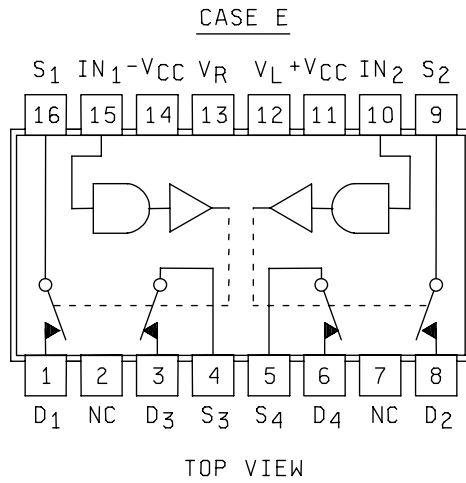 CASE E
S1 IN1 -VCC VR VL +VCC IN2 S2
16 15 14 13 12 11 10 9
1 2 3 4 5 6 7 8
D1 NC D3 S3 S4 D4 NC D2
TOP VIEW